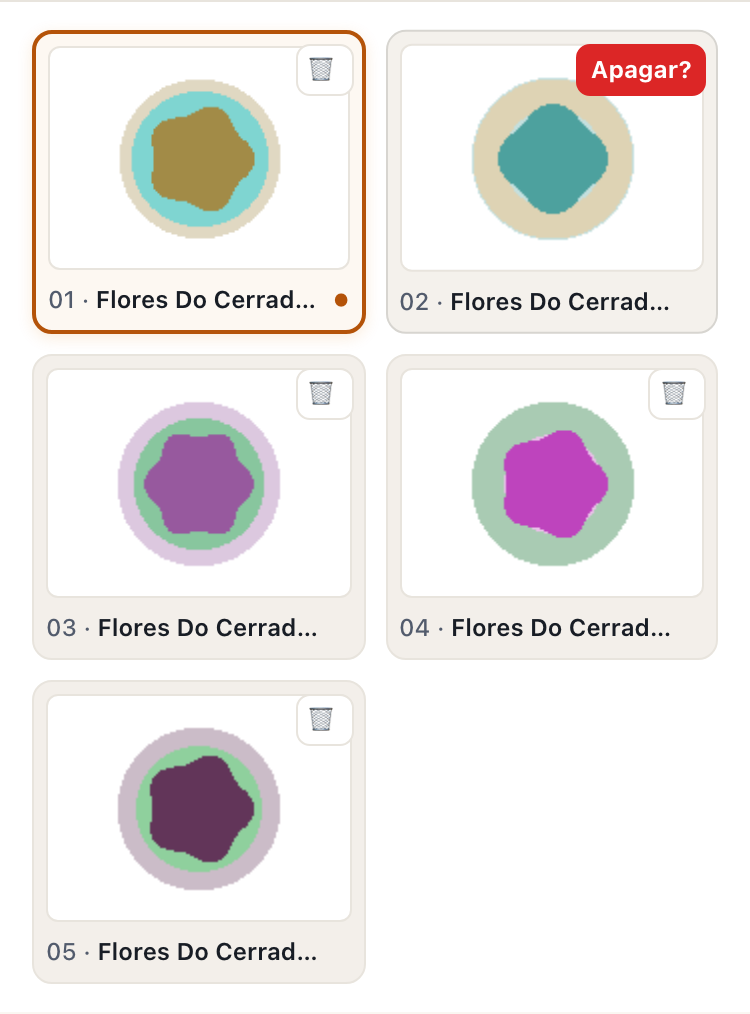 Apagar?
01 · Flores Do Cerrad...
02 · Flores Do Cerrad...
03 · Flores Do Cerrad...
04 · Flores Do Cerrad...
05 · Flores Do Cerrad...